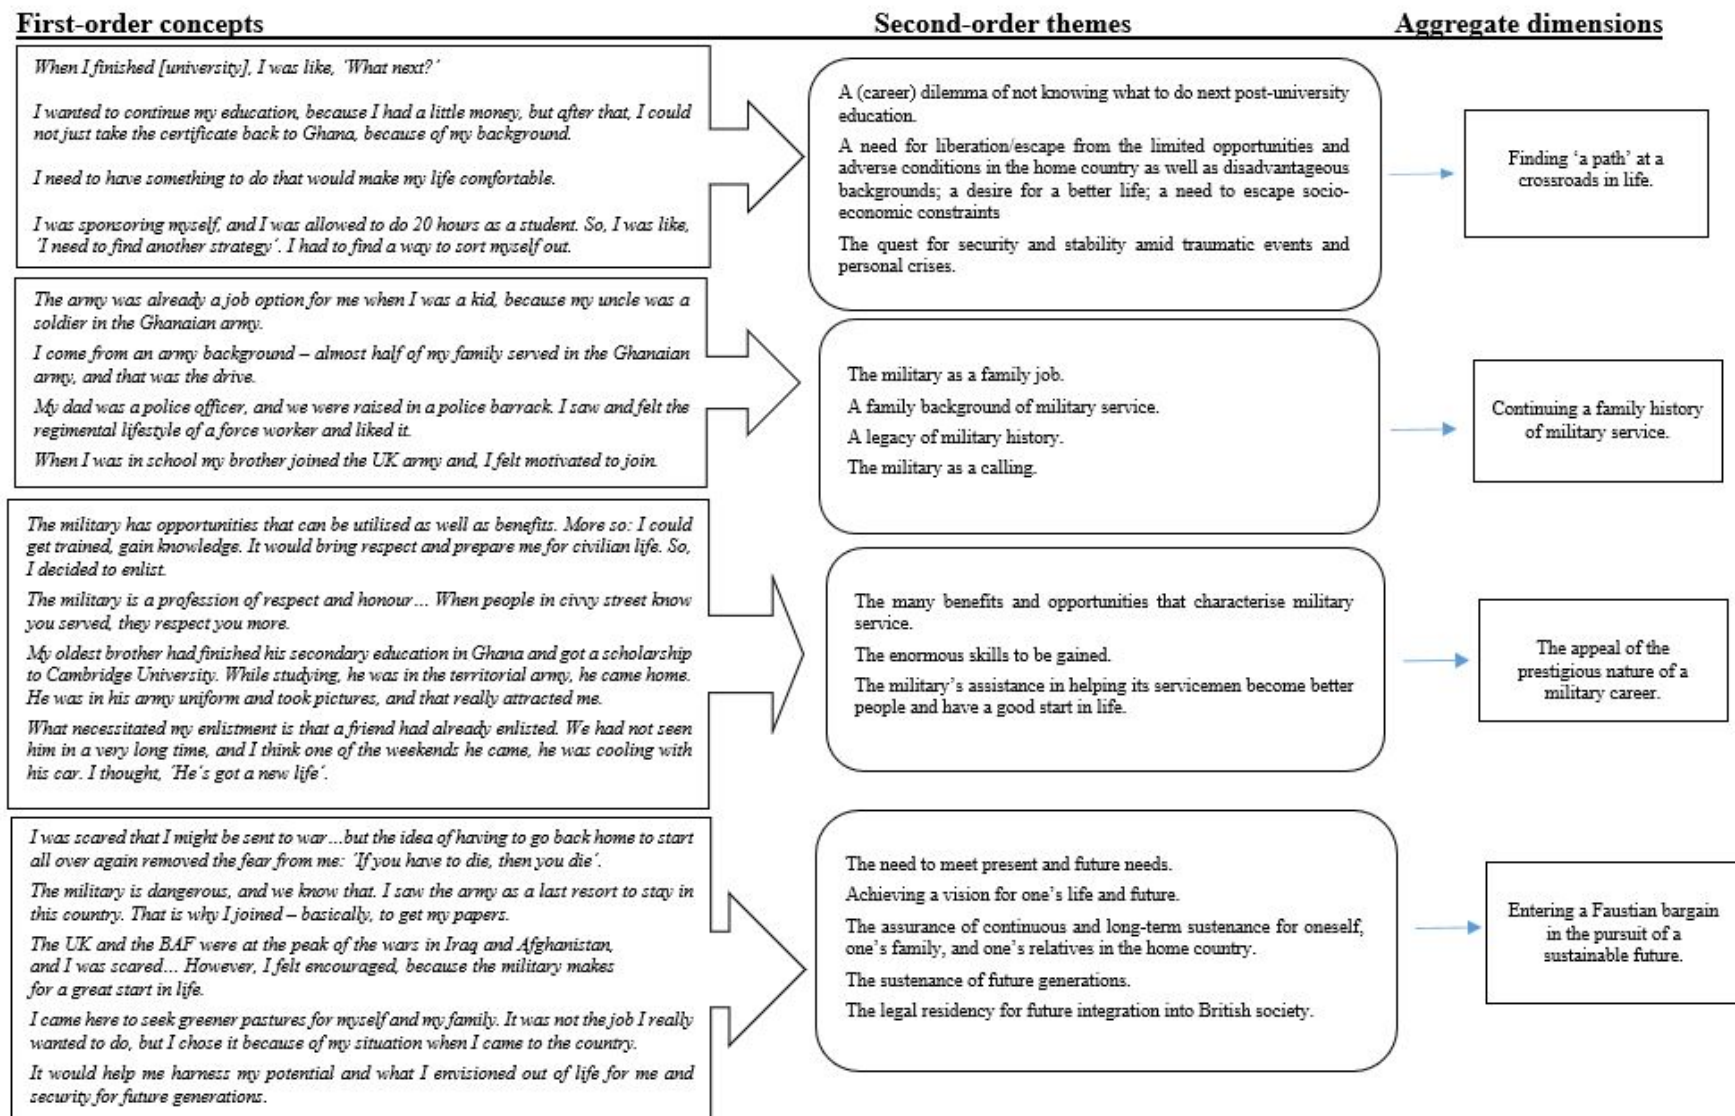 First-order concepts
Second-order themes
Aggregate dimensions
When I finished [university], I was like, ‘What next?’
I wanted to continue my education, because I had a little money, but after that, I could
not just take the certificate back to Ghana, because of my background.
I need to have something to do that would make my life comfortable.
I was sponsoring myself, and I was allowed to do 20 hours as a student. So, I was like,
‘I need to find another strategy’. I had to find a way to sort myself out.
A (career) dilemma of not knowing what to do next post-university
education.
A need for liberation/escape from the limited opportunities and
adverse conditions in the home country as well as disadvantageous
backgrounds; a desire for a better life; a need to escape socio-
economic constraints
The quest for security and stability amid traumatic events and
personal crises.
Finding ‘a path’ at a
crossroads in life.
The army was already a job option for me when I was a kid, because my uncle was a
soldier in the Ghanaian army.
I come from an army background – almost half of my family served in the Ghanaian
army, and that was the drive.
My dad was a police officer, and we were raised in a police barrack. I saw and felt the
regimental lifestyle of a force worker and liked it.
When I was in school my brother joined the UK army and, I felt motivated to join.
The military as a family job.
A family background of military service.
A legacy of military history.
The military as a calling.
Continuing a family history
of military service.
The military has opportunities that can be utilised as well as benefits. More so: I could
get trained, gain knowledge. It would bring respect and prepare me for civilian life. So,
I decided to enlist.
The military is a profession of respect and honour… When people in civvy street know
you served, they respect you more.
My oldest brother had finished his secondary education in Ghana and got a scholarship
to Cambridge University. While studying, he was in the territorial army, he came home.
He was in his army uniform and took pictures, and that really attracted me.
What necessitated my enlistment is that a friend had already enlisted. We had not seen
him in a very long time, and I think one of the weekends he came, he was cooling with
his car. I thought, ‘He’s got a new life’.
The many benefits and opportunities that characterise military
service.
The enormous skills to be gained.
The military’s assistance in helping its servicemen become better
people and have a good start in life.
The appeal of the
prestigious nature of a
military career.
I was scared that I might be sent to war…but the idea of having to go back home to start
all over again removed the fear from me: ‘If you have to die, then you die’.
The military is dangerous, and we know that. I saw the army as a last resort to stay in
this country. That is why I joined – basically, to get my papers.
The UK and the BAF were at the peak of the wars in Iraq and Afghanistan,
and I was scared… However, I felt encouraged, because the military makes
for a great start in life.
I came here to seek greener pastures for myself and my family. It was not the job I really
wanted to do, but I chose it because of my situation when I came to the country.
It would help me harness my potential and what I envisioned out of life for me and
security for future generations.
The need to meet present and future needs.
Achieving a vision for one’s life and future.
The assurance of continuous and long-term sustenance for oneself,
one’s family, and one’s relatives in the home country.
The sustenance of future generations.
The legal residency for future integration into British society.
Entering a Faustian bargain
in the pursuit of a
sustainable future.